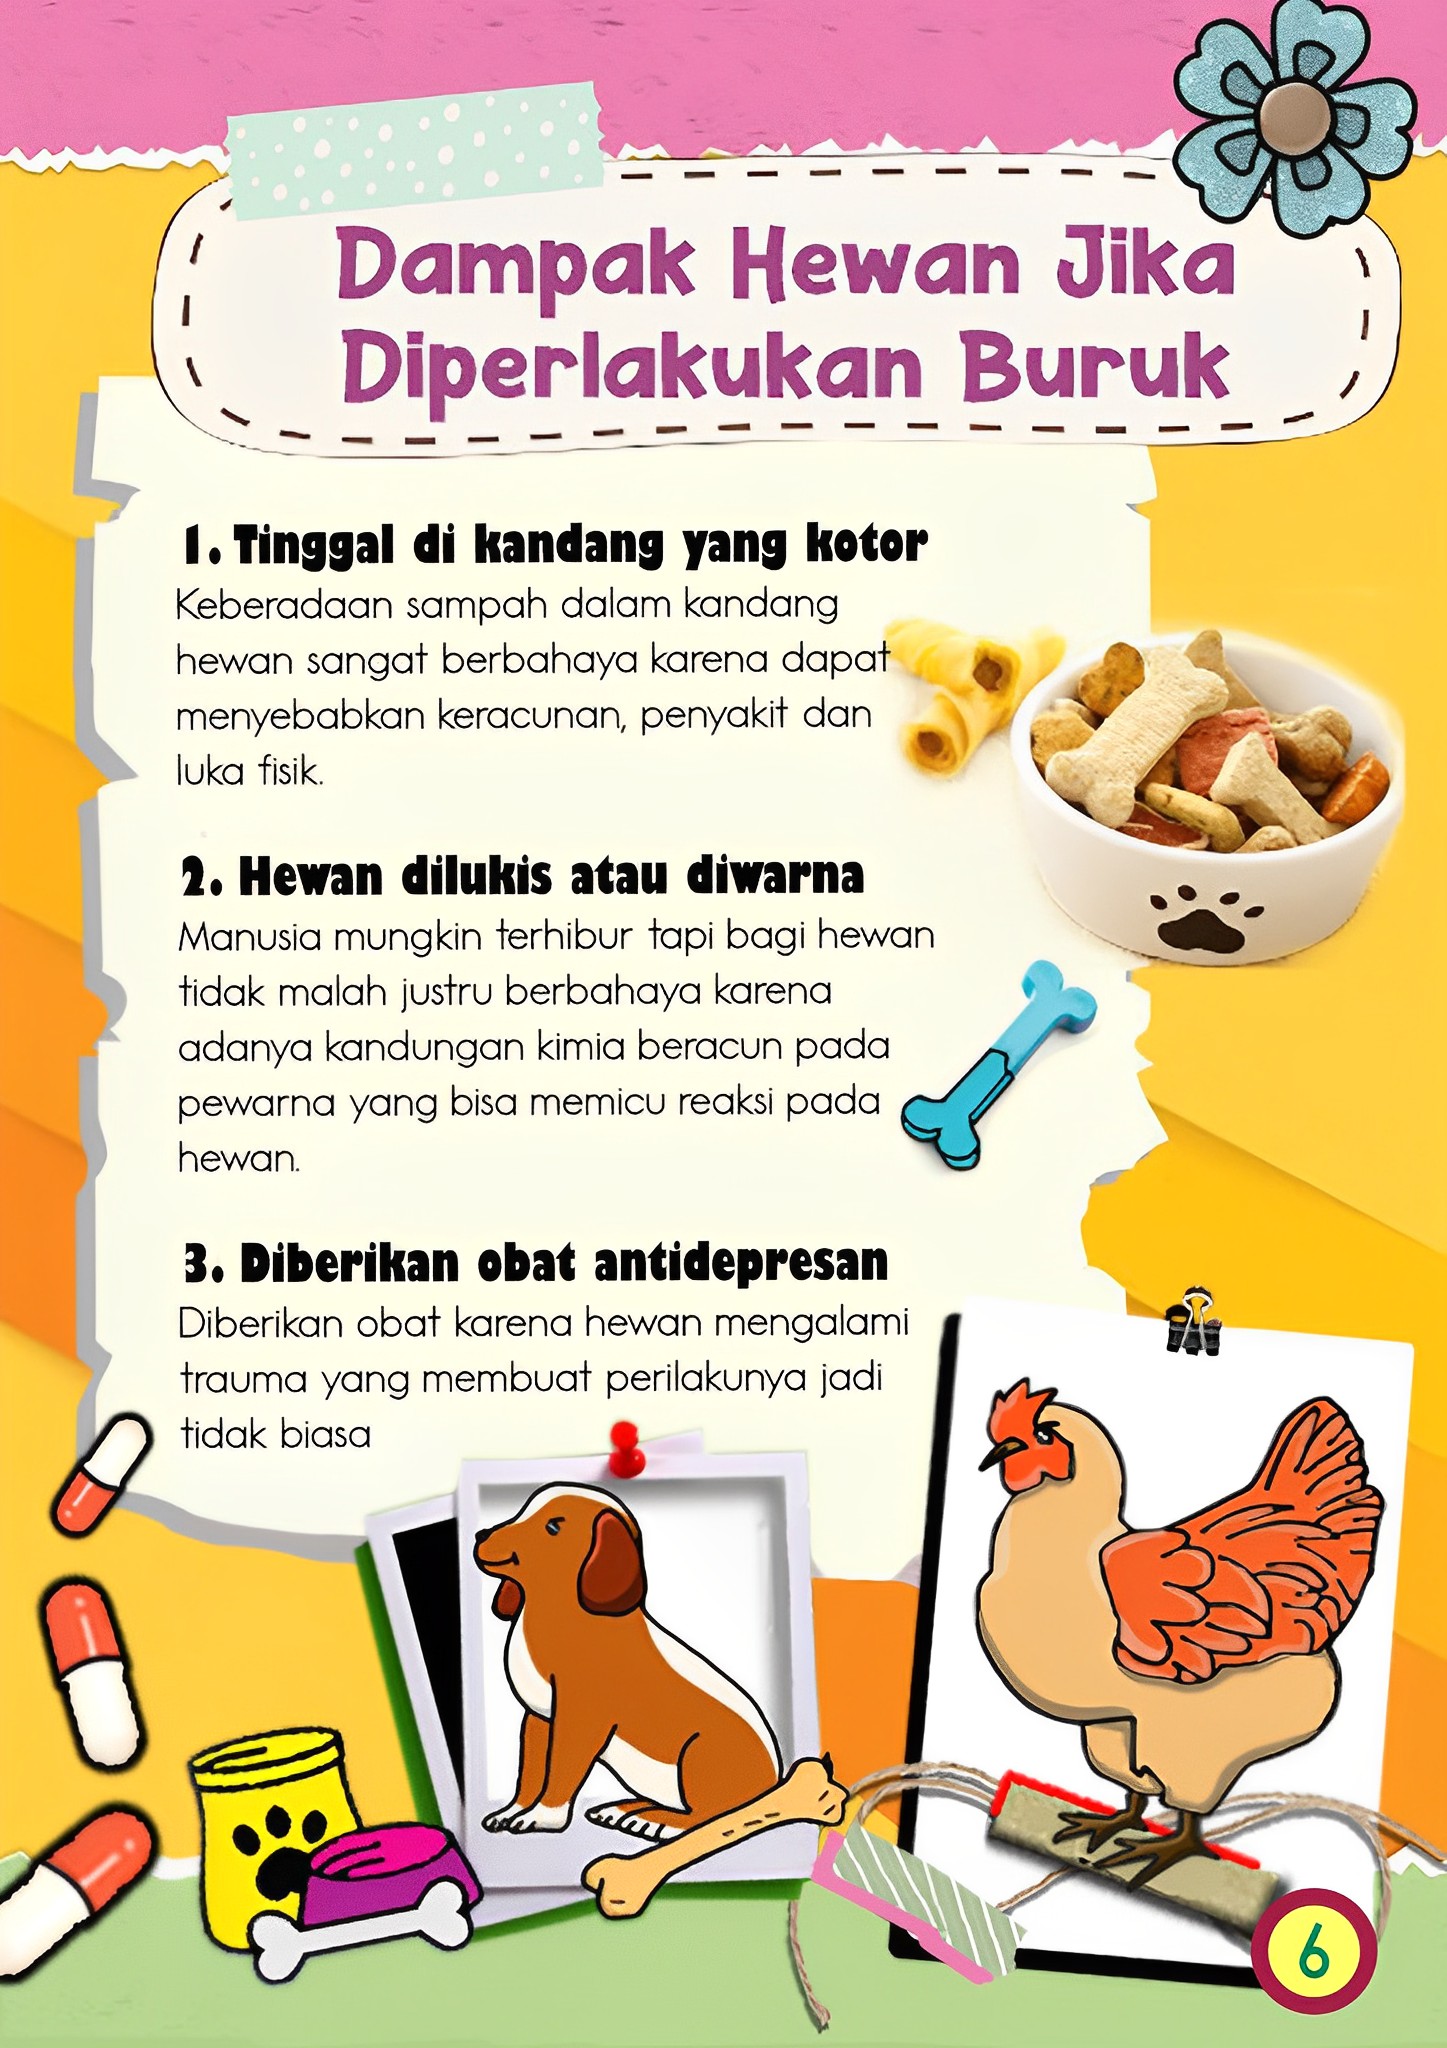 Dampak Hewan Jika
Diperlakukan Buruk
1. Tinggal di kandang yang kotor
Keberadaan sampah dalam kandang
hewan sangat berbahaya karena dapat
menyebabkan keracunan, penyakit dan
luka fisik.
2. Hewan dilukis atau diwarna
Manusia mungkin terhibur tapi bagi hewan
tidak malah justru berbahaya karena
adanya kandungan kimia beracun pada
pewarna yang bisa memicu reaksi pada
hewan.
3. Diberikan obat antidepresan
Diberikan obat karena hewan mengalami
trauma yang membuat perilakunya jadi
tidak biasa
6